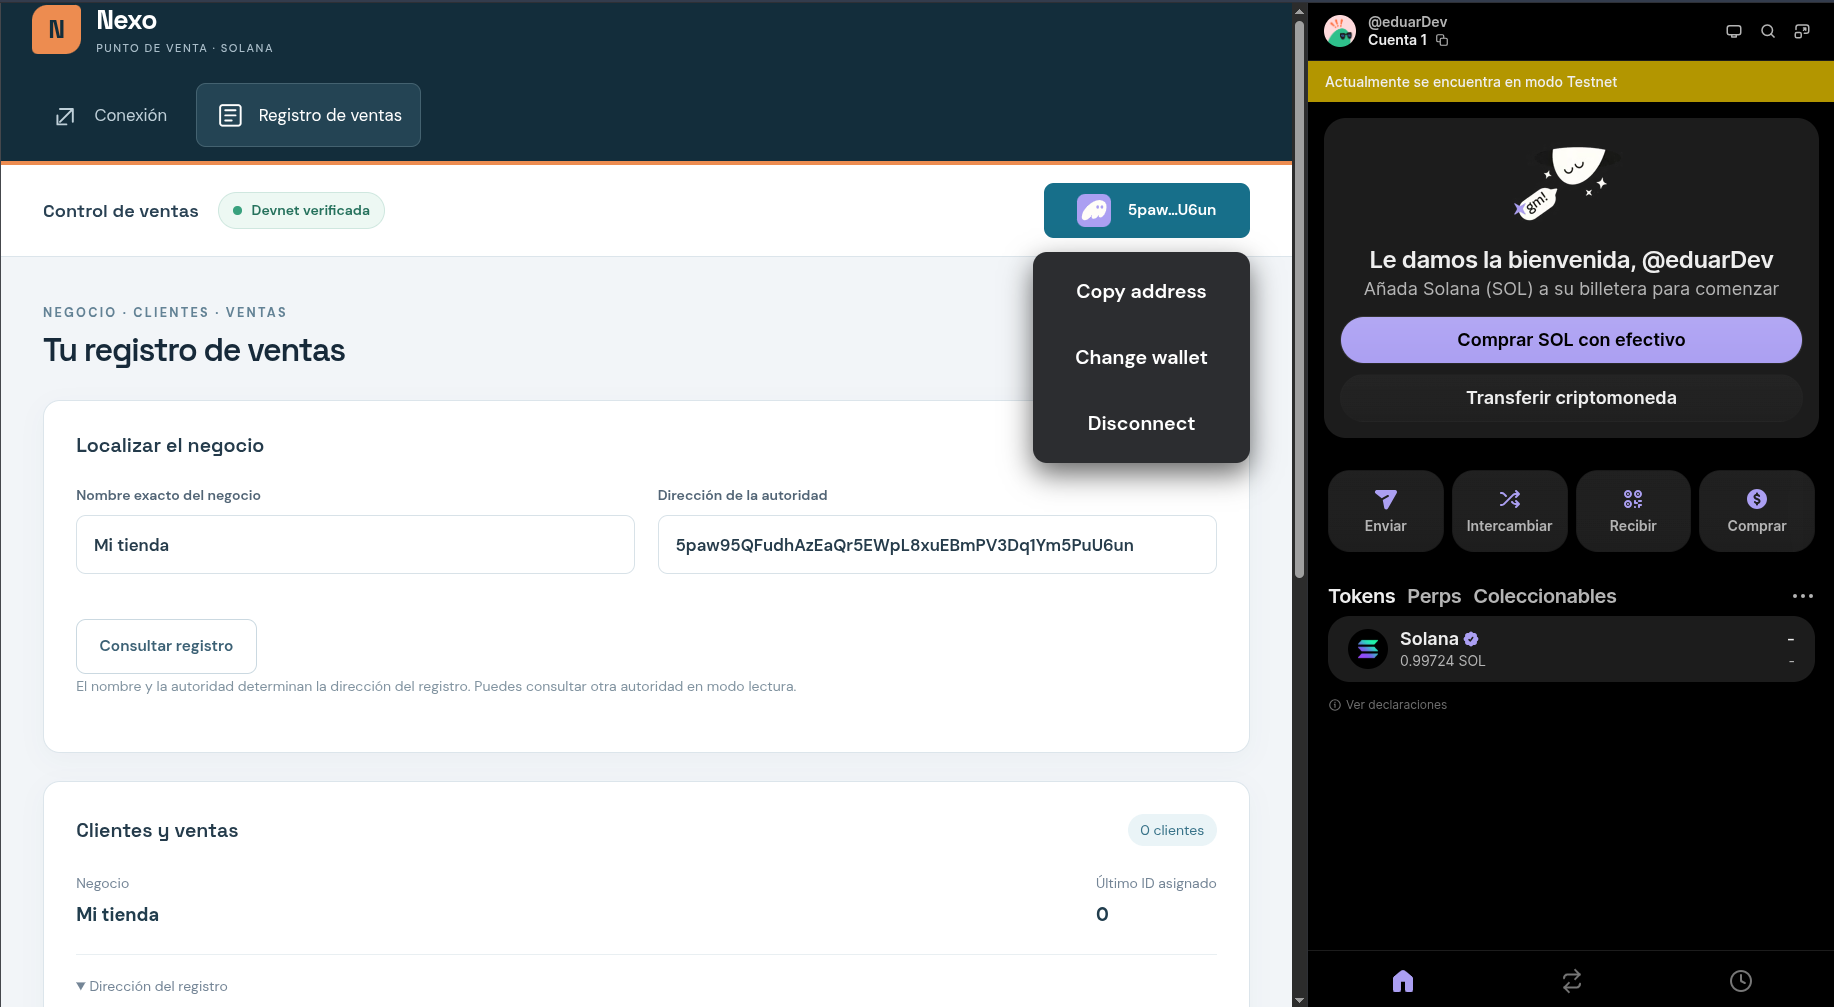 N
Nexo
PUNTO DE VENTA · SOLANA
Conexión
Registro de ventas
Control de ventas
Devnet verificada
5paw...U6un
Copy address
Change wallet
Disconnect
NEGOCIO · CLIENTES · VENTAS
Tu registro de ventas
Localizar el negocio
Nombre exacto del negocio
Dirección de la autoridad
Mi tienda
5paw95QFudhAzEaQr5EWpL8xuEBmPV3Dq1Ym5PuU6un
Consultar registro
El nombre y la autoridad determinan la dirección del registro. Puedes consultar otra autoridad en modo lectura.
Clientes y ventas
0 clientes
Negocio
Último ID asignado
Mi tienda
0
▼ Dirección del registro
@eduarDev
Cuenta 1
Actualmente se encuentra en modo Testnet
gm!
Le damos la bienvenida, @eduarDev
Añada Solana (SOL) a su billetera para comenzar
Comprar SOL con efectivo
Transferir criptomoneda
Enviar
Intercambiar
Recibir
Comprar
Tokens Perps Coleccionables
Solana
-
0.99724 SOL
-
Ver declaraciones